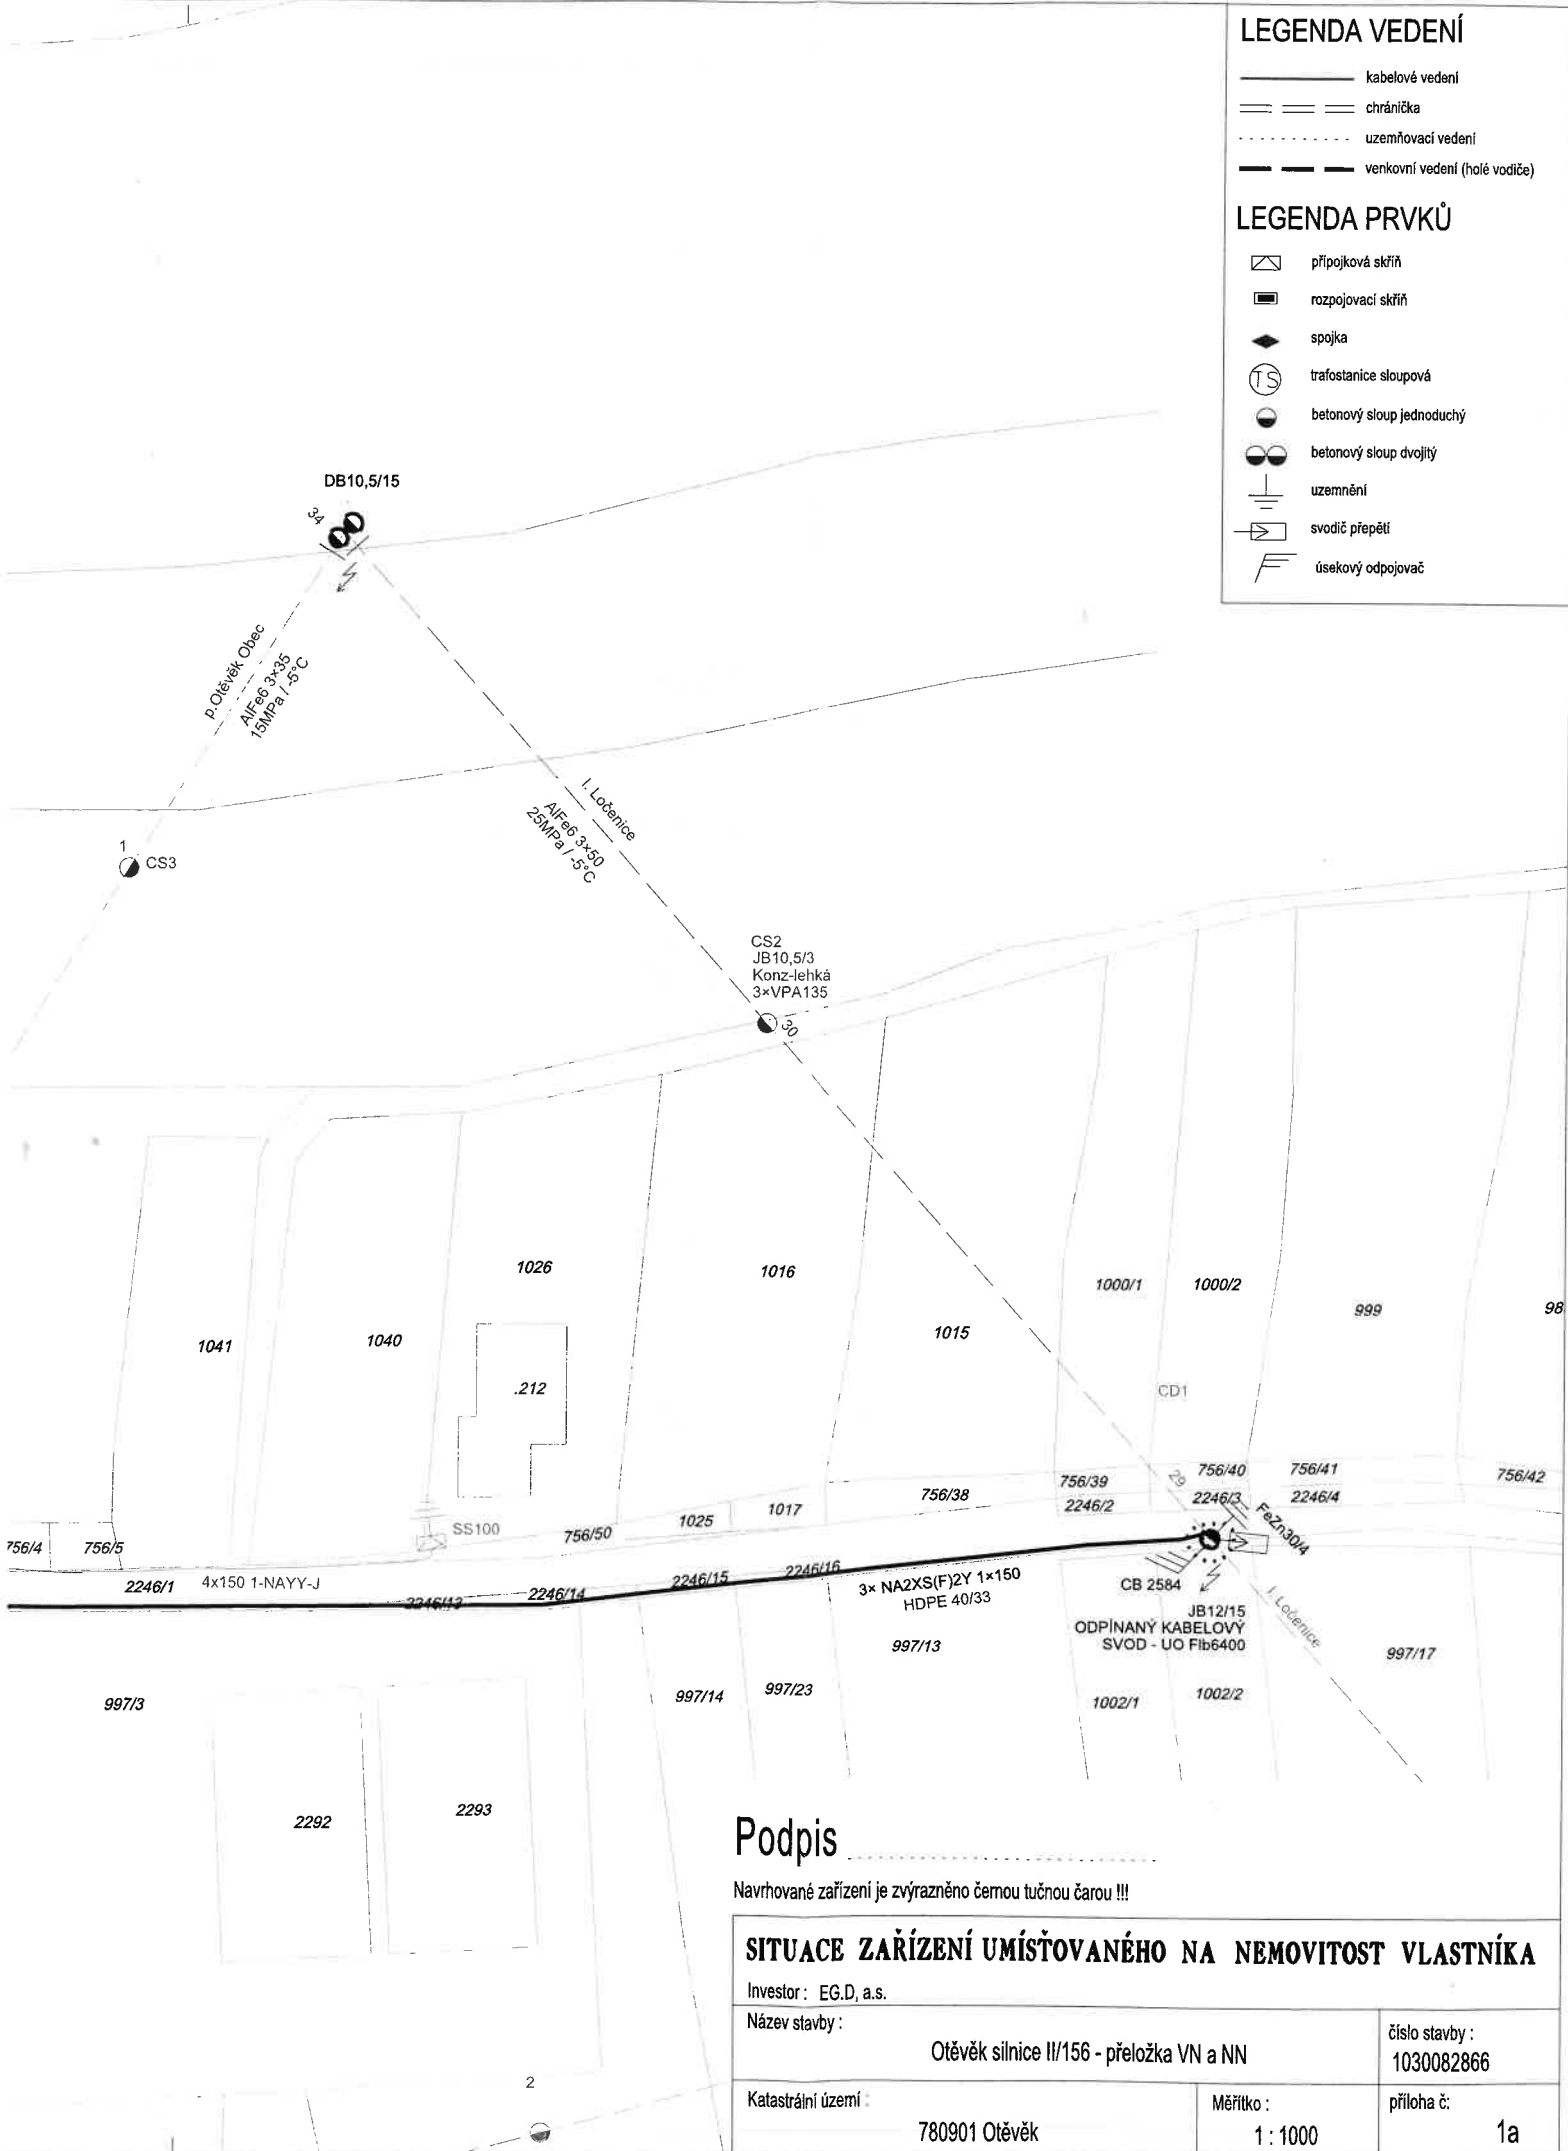 LEGENDA VEDENÍ
kabelové vedení
chránička
uzemňovací vedení
venkovní vedení (holé vodiče)
LEGENDA PRVKŮ
přípojková skříň
rozpojovací skříň
spojka
TS
trafostanice sloupová
betonový sloup jednoduchý
betonový sloup dvojitý
uzemnění
svodič přepětí
úsekový odpojovač
DB10,5/15
34
p.Otěvěk Obec
AlFe6 3×35
15MPa / -5°C
l. Ločenice
AlFe6 3×50
25MPa / -5°C
1
CS3
CS2
JB10,5/3
Konz-lehká
3×VPA135
30
1026
1016
1000/1
1000/2
999
98
1041
1040
1015
.212
CD1
29
756/40
756/41
756/42
756/39
756/38
2246/2
2246/3
2246/4
FeZn30/4
SS100
756/50
1025
1017
756/4
756/5
2246/1
4x150 1-NAYY-J
2246/13
2246/14
2246/15
2246/16
3× NA2XS(F)2Y 1×150
HDPE 40/33
CB 2584
JB12/15
ODPÍNANÝ KABELOVÝ
SVOD - UO Flb6400
l. Ločenice
997/13
997/17
997/3
997/14
997/23
1002/1
1002/2
2292
2293
2
Podpis
Navrhované zařízení je zvýrazněno černou tučnou čarou !!!
SITUACE ZAŘÍZENÍ UMÍSŤOVANÉHO NA NEMOVITOST VLASTNÍKA
Investor : EG.D, a.s.
Název stavby :
Otěvěk silnice II/156 - přeložka VN a NN
číslo stavby :
1030082866
Katastrální území :
780901 Otěvěk
Měřítko :
1 : 1000
příloha č:
1a